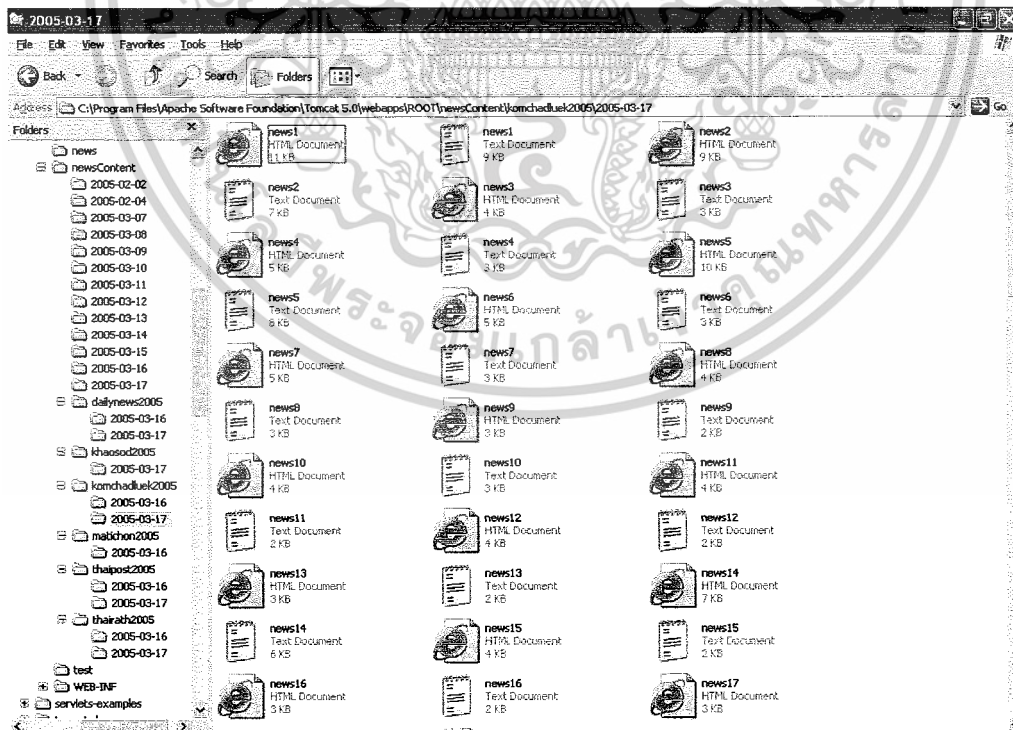 2005-03-17
File Edit View Favorites Tools Help
Back Search Folders
Address C:\Program Files\Apache Software Foundation\Tomcat 5.0\webapps\ROOT\newsContent\komchadluek2005\2005-03-17 Go
Folders
news
newsContent
2005-02-02
2005-02-04
2005-03-07
2005-03-08
2005-03-09
2005-03-10
2005-03-11
2005-03-12
2005-03-13
2005-03-14
2005-03-15
2005-03-16
2005-03-17
dailynews2005
2005-03-16
2005-03-17
khaosod2005
2005-03-17
komchadluek2005
2005-03-16
2005-03-17
matichon2005
2005-03-16
thaipost2005
2005-03-16
2005-03-17
thairath2005
2005-03-16
2005-03-17
test
WEB-INF
servlets-examples
news1 news1 news2
HTML Document Text Document HTML Document
11 KB 9 KB 9 KB
news2 news3 news3
Text Document HTML Document Text Document
7 KB 4 KB 3 KB
news4 news4 news5
HTML Document Text Document HTML Document
5 KB 3 KB 10 KB
news5 news6 news6
Text Document HTML Document Text Document
8 KB 5 KB 3 KB
news7 news7 news8
HTML Document Text Document HTML Document
5 KB 3 KB 4 KB
news8 news9 news9
Text Document HTML Document Text Document
3 KB 3 KB 2 KB
news10 news10 news11
HTML Document Text Document HTML Document
4 KB 3 KB 4 KB
news11 news12 news12
Text Document HTML Document Text Document
2 KB 4 KB 2 KB
news13 news13 news14
HTML Document Text Document HTML Document
3 KB 2 KB 7 KB
news14 news15 news15
Text Document HTML Document Text Document
6 KB 4 KB 2 KB
news16 news16 news17
HTML Document Text Document HTML Document
3 KB 2 KB 3 KB